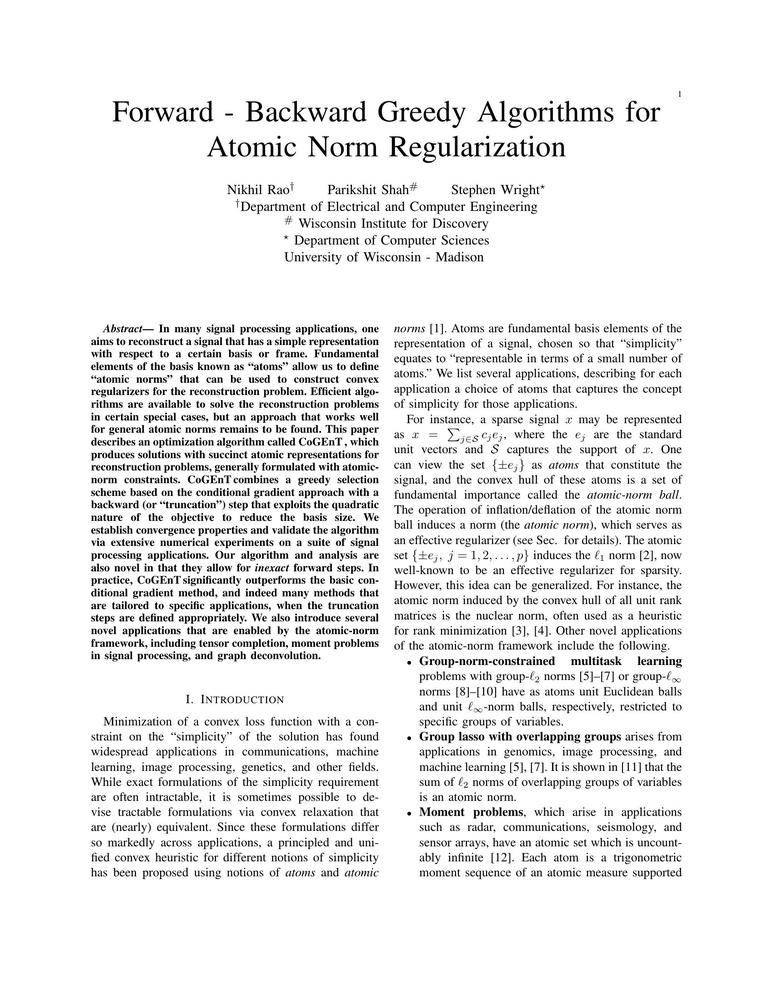 1
Forward - Backward Greedy Algorithms for
Atomic Norm Regularization
Nikhil Rao† Parikshit Shah# Stephen Wright⋆
†Department of Electrical and Computer Engineering
# Wisconsin Institute for Discovery
⋆ Department of Computer Sciences
University of Wisconsin - Madison
Abstract— In many signal processing applications, one
aims to reconstruct a signal that has a simple representation
with respect to a certain basis or frame. Fundamental
elements of the basis known as “atoms” allow us to define
“atomic norms” that can be used to construct convex
regularizers for the reconstruction problem. Efficient algo-
rithms are available to solve the reconstruction problems
in certain special cases, but an approach that works well
for general atomic norms remains to be found. This paper
describes an optimization algorithm called CoGEnT , which
produces solutions with succinct atomic representations for
reconstruction problems, generally formulated with atomic-
norm constraints. CoGEnT combines a greedy selection
scheme based on the conditional gradient approach with a
backward (or “truncation”) step that exploits the quadratic
nature of the objective to reduce the basis size. We
establish convergence properties and validate the algorithm
via extensive numerical experiments on a suite of signal
processing applications. Our algorithm and analysis are
also novel in that they allow for inexact forward steps. In
practice, CoGEnT significantly outperforms the basic con-
ditional gradient method, and indeed many methods that
are tailored to specific applications, when the truncation
steps are defined appropriately. We also introduce several
novel applications that are enabled by the atomic-norm
framework, including tensor completion, moment problems
in signal processing, and graph deconvolution.
I. INTRODUCTION
Minimization of a convex loss function with a con-
straint on the “simplicity” of the solution has found
widespread applications in communications, machine
learning, image processing, genetics, and other fields.
While exact formulations of the simplicity requirement
are often intractable, it is sometimes possible to de-
vise tractable formulations via convex relaxation that
are (nearly) equivalent. Since these formulations differ
so markedly across applications, a principled and uni-
fied convex heuristic for different notions of simplicity
has been proposed using notions of atoms and atomic
norms [1]. Atoms are fundamental basis elements of the
representation of a signal, chosen so that “simplicity”
equates to “representable in terms of a small number of
atoms.” We list several applications, describing for each
application a choice of atoms that captures the concept
of simplicity for those applications.
For instance, a sparse signal x may be represented
as x = ∑j∈S cjej, where the ej are the standard
unit vectors and S captures the support of x. One
can view the set {±ej} as atoms that constitute the
signal, and the convex hull of these atoms is a set of
fundamental importance called the atomic-norm ball.
The operation of inflation/deflation of the atomic norm
ball induces a norm (the atomic norm), which serves as
an effective regularizer (see Sec. for details). The atomic
set {±ej, j = 1, 2, . . . , p} induces the ℓ1 norm [2], now
well-known to be an effective regularizer for sparsity.
However, this idea can be generalized. For instance, the
atomic norm induced by the convex hull of all unit rank
matrices is the nuclear norm, often used as a heuristic
for rank minimization [3], [4]. Other novel applications
of the atomic-norm framework include the following.
• Group-norm-constrained multitask learning
problems with group-ℓ2 norms [5]–[7] or group-ℓ∞
norms [8]–[10] have as atoms unit Euclidean balls
and unit ℓ∞-norm balls, respectively, restricted to
specific groups of variables.
• Group lasso with overlapping groups arises from
applications in genomics, image processing, and
machine learning [5], [7]. It is shown in [11] that the
sum of ℓ2 norms of overlapping groups of variables
is an atomic norm.
• Moment problems, which arise in applications
such as radar, communications, seismology, and
sensor arrays, have an atomic set which is uncount-
ably infinite [12]. Each atom is a trigonometric
moment sequence of an atomic measure supported